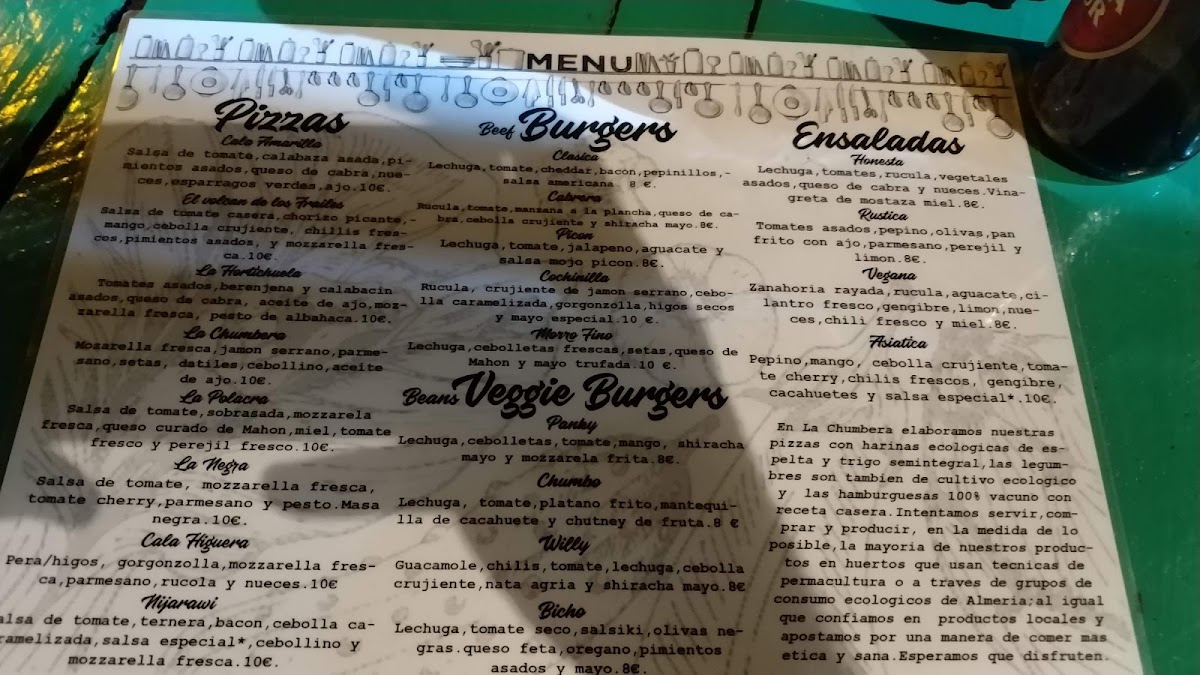 MENU
Pizzas
Cala Amarilla
Salsa de tomate,calabaza asada,pi-
mientos asados,queso de cabra,nue-
ces,esparragos verdes,ajo.10€.
El volcan de los Frailes
Salsa de tomate casera,chorizo picante,-
mango,cebolla crujiente, chillis fres-
cos,pimientos asados, y mozzarella fres-
ca.10€.
La Hortichuela
Tomates asados,berenjena y calabacin
asados,queso de cabra, aceite de ajo,moz-
zarella fresca, pesto de albahaca.10€.
La Chumbera
Mozarella fresca,jamon serrano,parme-
sano,setas, datiles,cebollino,aceite
de ajo.10€.
La Polacra
Salsa de tomate,sobrasada,mozzarela
fresca,queso curado de Mahon,miel,tomate
fresco y perejil fresco.10€
La Negra
Salsa de tomate, mozzarella fresca,
tomate cherry,parmesano y pesto.Masa
negra.10€.
Cala Higuera
Pera/higos, gorgonzolla,mozzarella fres-
ca,parmesano,rucola y nueces.10€
Nijarawi
alsa de tomate,ternera,bacon,cebolla ca-
ramelizada,salsa especial*,cebollino y
mozzarella fresca.10€.
Beef Burgers
Clasica
Lechuga,tomate,cheddar,bacon,pepinillos,-
salsa americana 8 €.
Cabrera
Rucula,tomate,manzana a la plancha,queso de ca-
bra,cebolla crujiente y shiracha mayo.8€.
Picon
Lechuga,tomate,jalapeno,aguacate y
salsa mojo picon.8€.
Cochinilla
Rucula, crujiente de jamon serrano,cebo-
lla caramelizada,gorgonzolla,higos secos
y mayo especial.10 €.
Morro Fino
Lechuga,cebolletas frescas,setas,queso de
Mahon y mayo trufada.10 €.
Beans Veggie Burgers
Panky
Lechuga,cebolletas,tomate,mango, shiracha
mayo y mozzarela frita.8€.
Chumbo
Lechuga, tomate,platano frito,mantequi-
lla de cacahuete y chutney de fruta.8 €
Willy
Guacamole,chilis,tomate,lechuga,cebolla
crujiente,nata agria y shiracha mayo.8€
Bicho
Lechuga,tomate seco,salsiki,olivas ne-
gras.queso feta,oregano,pimientos
asados y mayo.8€.
Ensaladas
Honesta
Lechuga,tomates,rucula,vegetales
asados,queso de cabra y nueces.Vina-
greta de mostaza miel.8€.
Rustica
Tomates asados,pepino,olivas,pan
frito con ajo,parmesano,perejil y
limon.8€.
Vegana
Zanahoria rayada,rucula,aguacate,ci-
lantro fresco,gengibre,limon,nue-
ces,chili fresco y miel.8€.
Asiatica
Pepino,mango, cebolla crujiente,toma-
te cherry,chilis frescos, gengibre,
cacahuetes y salsa especial*.10€.
En La Chumbera elaboramos nuestras
pizzas con harinas ecologicas de es-
pelta y trigo semintegral,las legum-
bres son tambien de cultivo ecologico
y las hamburguesas 100% vacuno con
receta casera.Intentamos servir,com-
prar y producir, en la medida de lo
posible,la mayoria de nuestros produc-
tos en huertos que usan tecnicas de
permacultura o a traves de grupos de
consumo ecologicos de Almeria;al igual
que confiamos en productos locales y
apostamos por una manera de comer mas
etica y sana.Esperamos que disfruten.